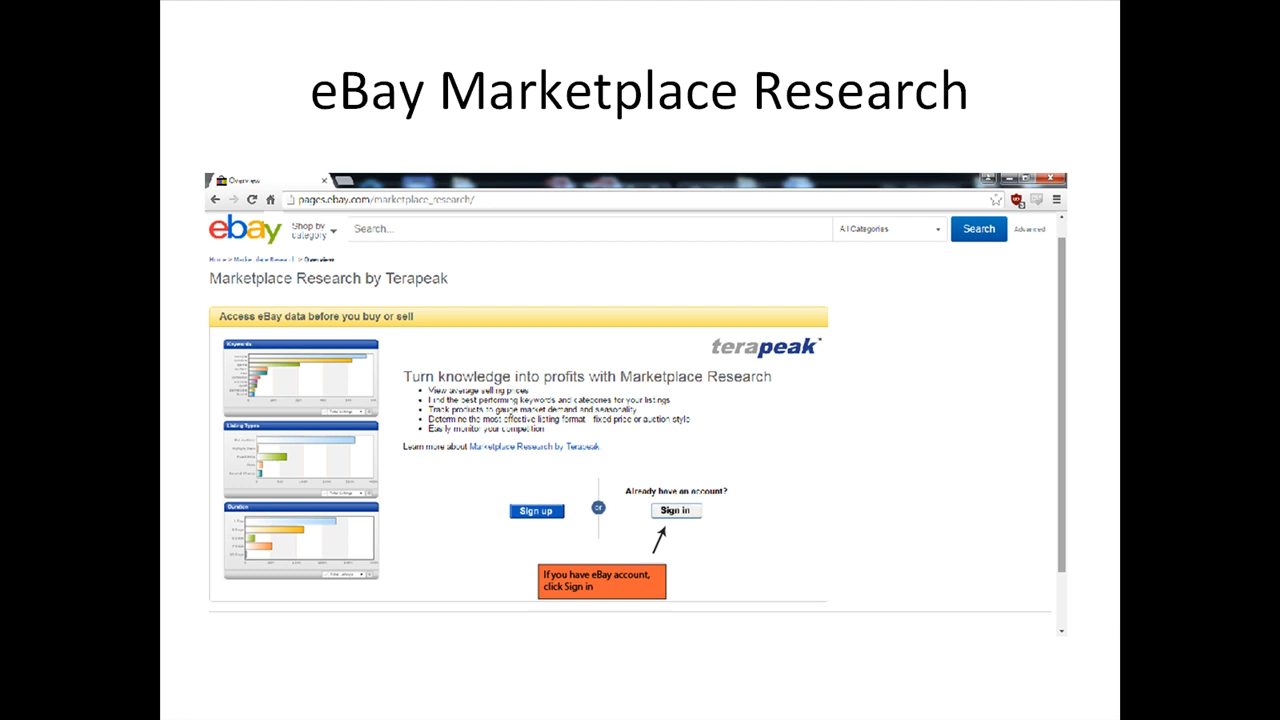 eBay Marketplace Research
Overview
pages.ebay.com/marketplace_research/
ebay
Shop by
category
Search...
All Categories
Search
Advanced
Home > Marketplace Research > Overview
Marketplace Research by Terapeak
Access eBay data before you buy or sell
terapeak
Keywords
Turn knowledge into profits with Marketplace Research
• View average selling prices
• Find the best performing keywords and categories for your listings
• Track products to gauge market demand and seasonality
• Determine the most effective listing format - fixed price or auction style
• Easily monitor your competition
Learn more about Marketplace Research by Terapeak.
Listing Types
Already have an account?
Sign up
or
Sign in
Duration
If you have eBay account,
click Sign in